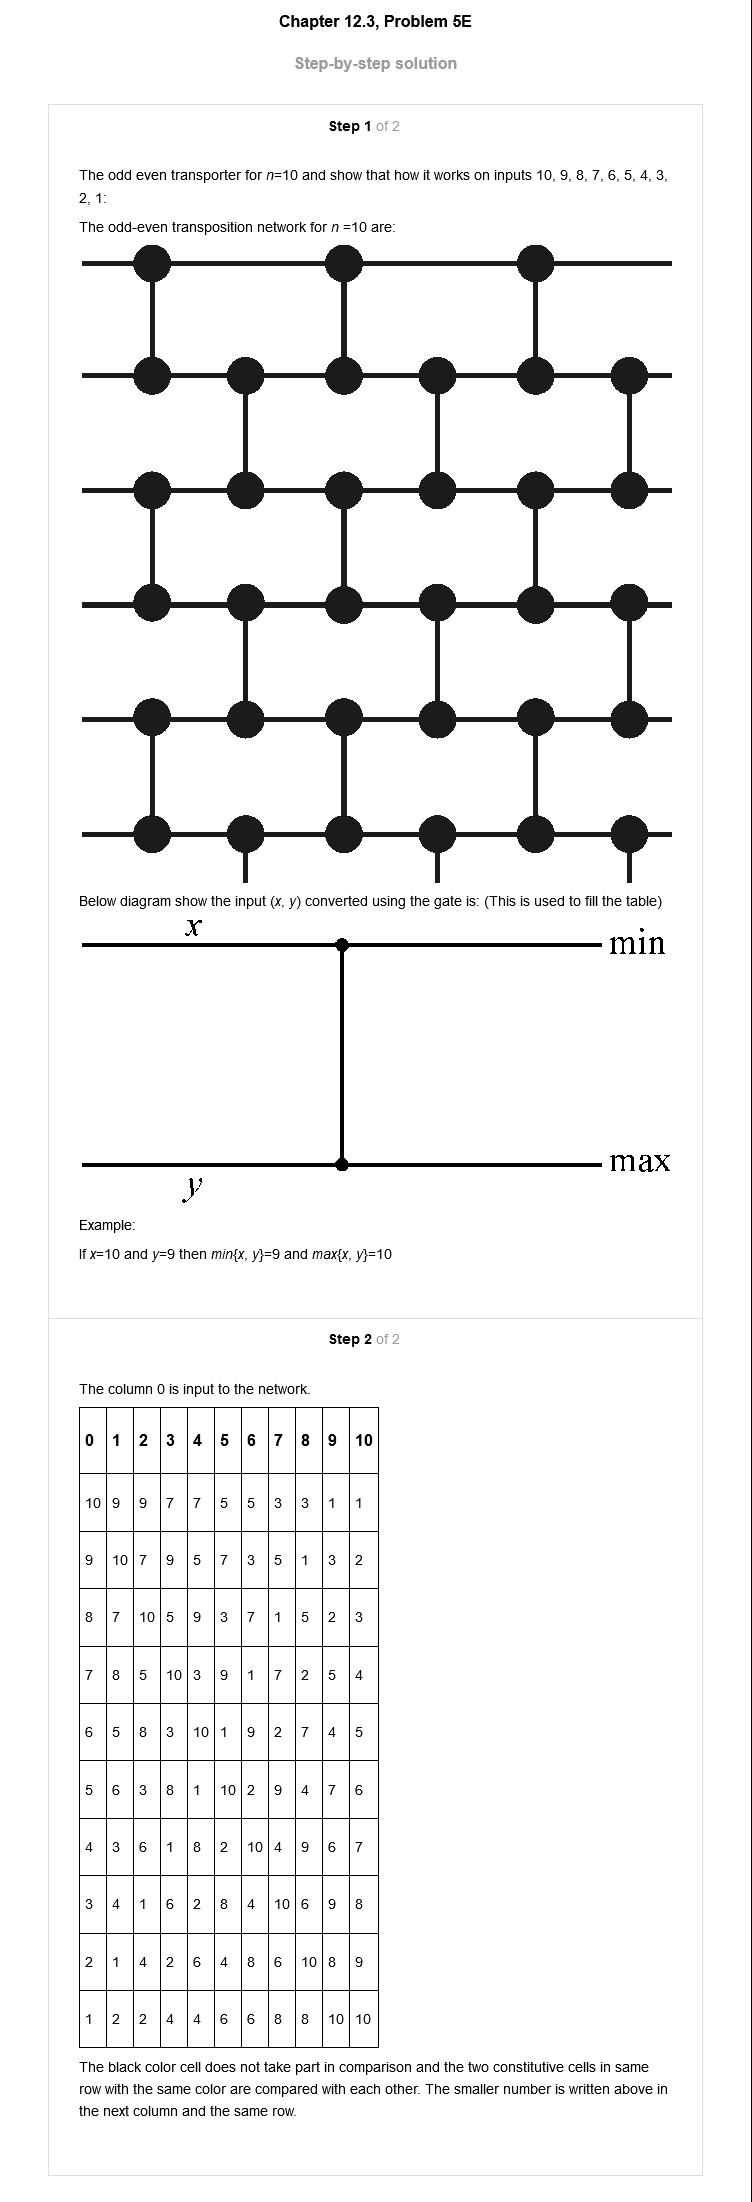 Chapter 12.3, Problem 5E
Step-by-step solution
Step 1 of 2
The odd even transporter for n=10 and show that how it works on inputs 10, 9, 8, 7, 6, 5, 4, 3,
2, 1:
The odd-even transposition network for n =10 are:
Below diagram show the input (x, y) converted using the gate is: (This is used to fill the table)
x
min
max
y
Example:
If x=10 and y=9 then min{x, y}=9 and max{x, y}=10
Step 2 of 2
The column 0 is input to the network.
0 1 2 3 4 5 6 7 8 9 10
10 9 9 7 7 5 5 3 3 1 1
9 10 7 9 5 7 3 5 1 3 2
8 7 10 5 9 3 7 1 5 2 3
7 8 5 10 3 9 1 7 2 5 4
6 5 8 3 10 1 9 2 7 4 5
5 6 3 8 1 10 2 9 4 7 6
4 3 6 1 8 2 10 4 9 6 7
3 4 1 6 2 8 4 10 6 9 8
2 1 4 2 6 4 8 6 10 8 9
1 2 2 4 4 6 6 8 8 10 10
The black color cell does not take part in comparison and the two constitutive cells in same
row with the same color are compared with each other. The smaller number is written above in
the next column and the same row.